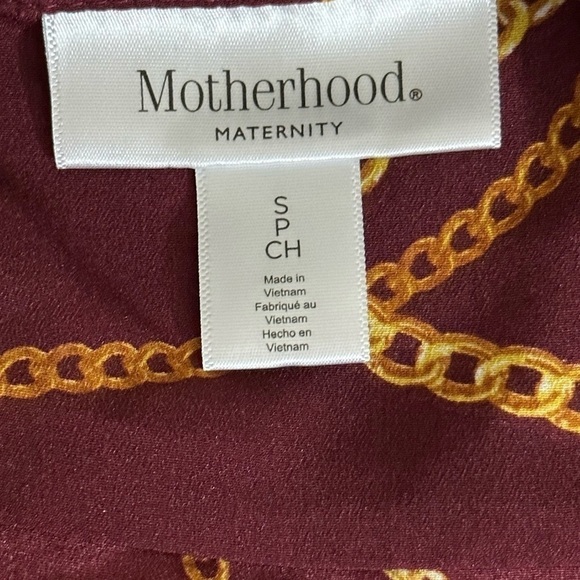 Motherhood®
MATERNITY
S
P
CH
Made in
Vietnam
Fabriqué au
Vietnam
Hecho en
Vietnam